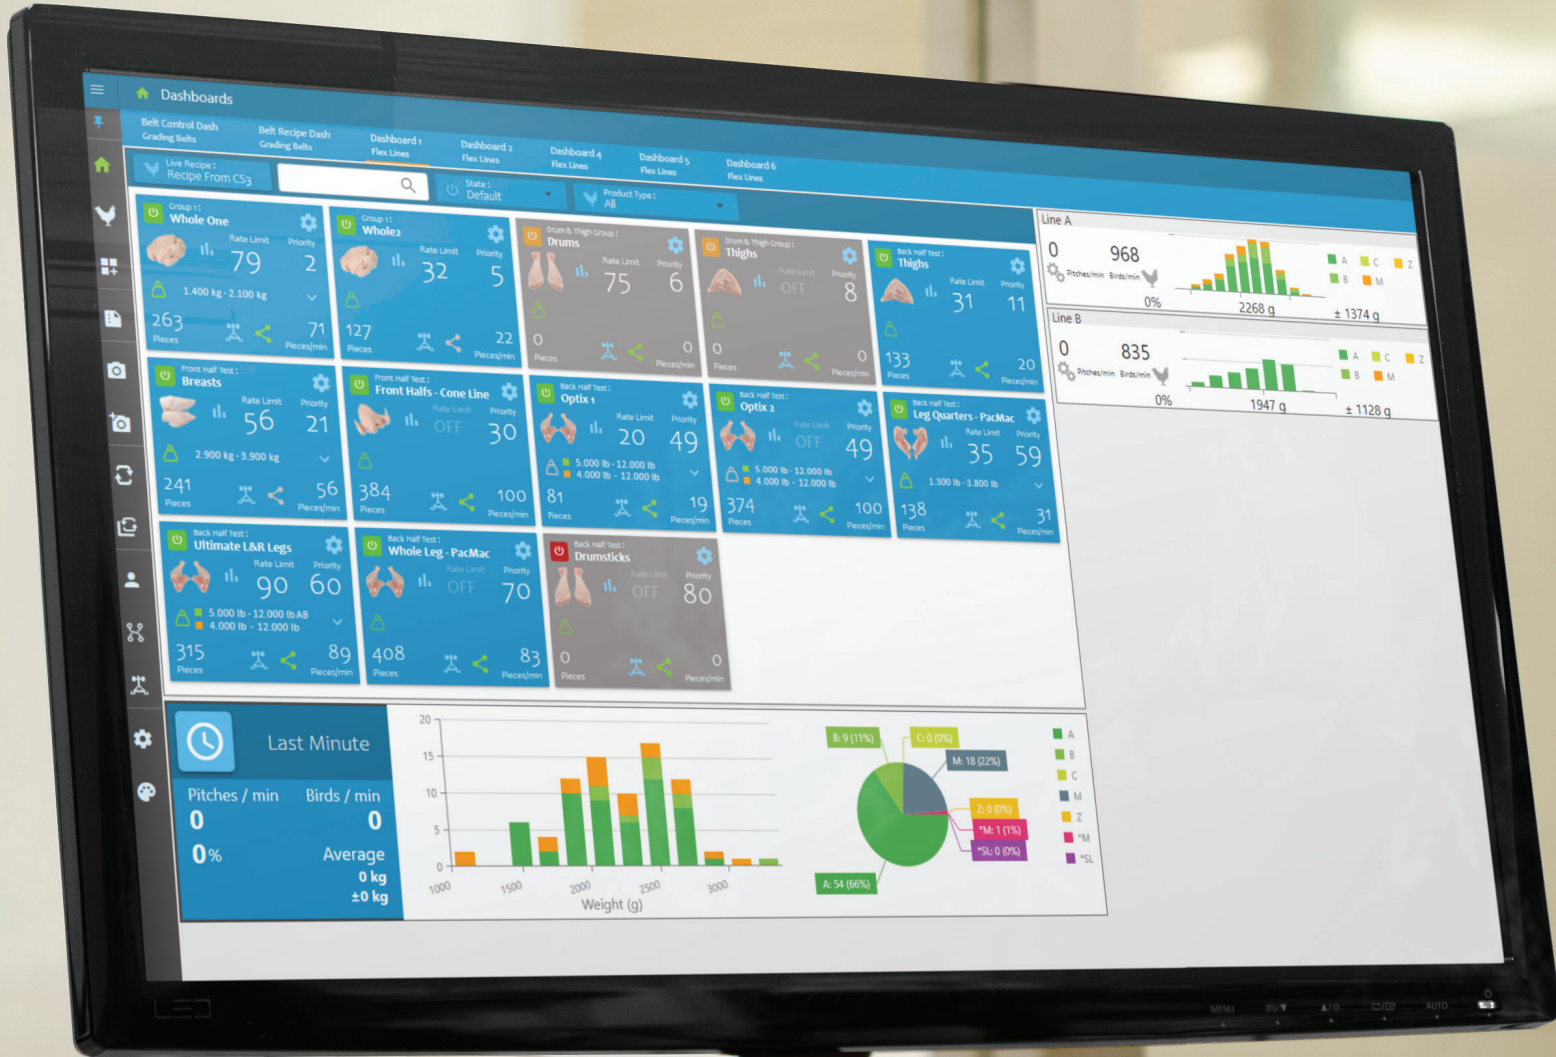 Dashboards
Belt Control Dash
Grading Belts
Belt Recipe Dash
Grading Belts
Dashboard 1
Flex Lines
Dashboard 2
Flex Lines
Dashboard 4
Flex Lines
Dashboard 5
Flex Lines
Dashboard 6
Flex Lines
Live Recipe :
Recipe From CS3
State :
Default
Product Type :
All
Group 1 :
Whole One
Rate Limit Priority
79 2
1.400 kg - 2.100 kg
263 71
Pieces Pieces/min
Group 1 :
Whole2
Rate Limit Priority
32 5
127 22
Pieces Pieces/min
Drum & Thigh Group :
Drums
Rate Limit Priority
75 6
0 0
Pieces Pieces/min
Drum & Thigh Group :
Thighs
Rate Limit Priority
OFF 8
0 0
Pieces Pieces/min
Back Half Test :
Thighs
Rate Limit Priority
31 11
133 20
Pieces Pieces/min
Front Half Test :
Breasts
Rate Limit Priority
56 21
2.900 kg - 3.900 kg
241 56
Pieces Pieces/min
Front Half Test :
Front Halfs - Cone Line
Rate Limit Priority
OFF 30
384 100
Pieces Pieces/min
Back Half Test :
Optix 1
Rate Limit Priority
20 49
5.000 lb - 12.000 lb
4.000 lb - 12.000 lb
81 19
Pieces Pieces/min
Back Half Test :
Optix 2
Rate Limit Priority
OFF 49
5.000 lb - 12.000 lb
4.000 lb - 12.000 lb
374 100
Pieces Pieces/min
Back Half Test :
Leg Quarters - PacMac
Rate Limit Priority
35 59
1.300 lb - 3.800 lb
138 31
Pieces Pieces/min
Back Half Test :
Ultimate L&R Legs
Rate Limit Priority
90 60
5.000 lb - 12.000 lb AB
4.000 lb - 12.000 lb
315 89
Pieces Pieces/min
Back Half Test :
Whole Leg - PacMac
Rate Limit Priority
OFF 70
408 83
Pieces Pieces/min
Back Half Test :
Drumsticks
Rate Limit Priority
OFF 80
0 0
Pieces Pieces/min
Line A
0 968
Pitches/min Birds/min
0% 2268 g ± 1374 g
A C Z
B M
Line B
0 835
Pitches/min Birds/min
0% 1947 g ± 1128 g
A C Z
B M
Last Minute
Pitches / min Birds / min
0 0
0% Average
0 kg
±0 kg
20
15
10
5
0
1000 1500 2000 2500 3000
Weight (g)
B: 9 (11%)
C: 0 (0%)
M: 18 (22%)
Z: 0 (0%)
*M: 1 (1%)
*SL: 0 (0%)
A: 54 (66%)
A
B
C
M
Z
*M
*SL
LED
MENU
AUTO